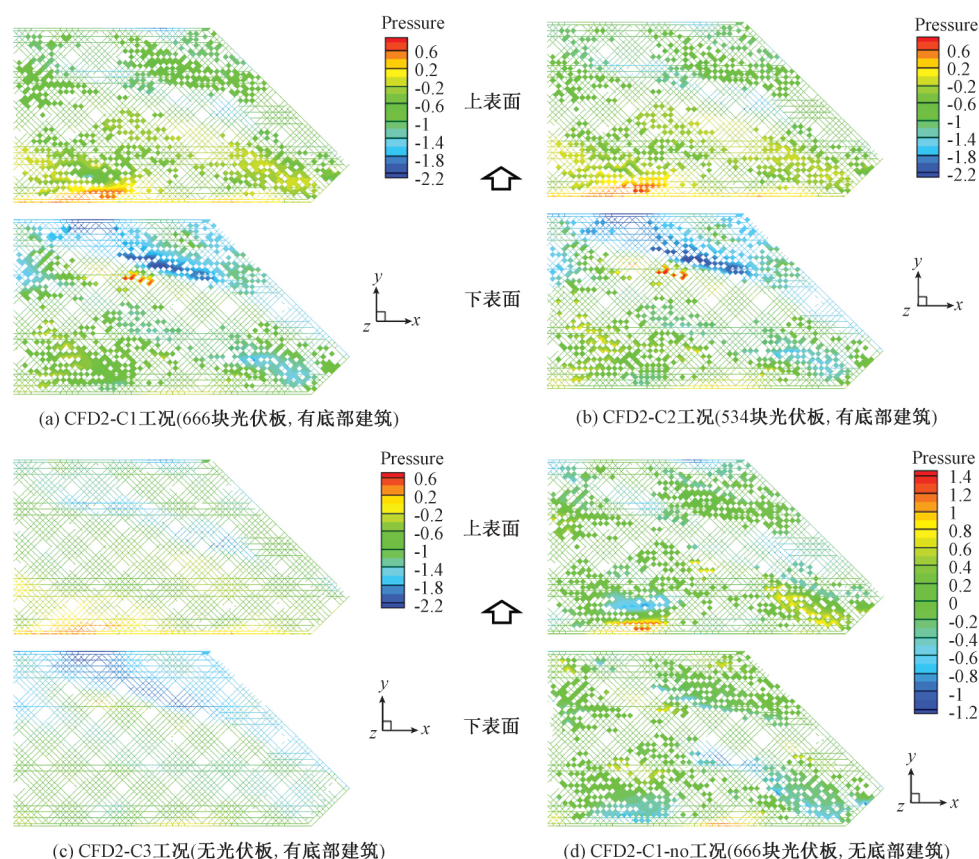 Pressure
0.6
0.2
-0.2
-0.6
-1
-1.4
-1.8
-2.2
上表面
Pressure
0.6
0.2
-0.2
-0.6
-1
-1.4
-1.8
-2.2
y
z
x
下表面
y
z
x
(a) CFD2-C1工况(666块光伏板, 有底部建筑)
(b) CFD2-C2工况(534块光伏板, 有底部建筑)
Pressure
0.6
0.2
-0.2
-0.6
-1
-1.4
-1.8
-2.2
上表面
Pressure
1.4
1.2
1
0.8
0.6
0.4
0.2
0
-0.2
-0.4
-0.6
-0.8
-1
-1.2
y
z
x
下表面
y
z
x
(c) CFD2-C3工况(无光伏板, 有底部建筑)
(d) CFD2-C1-no工况(666块光伏板, 无底部建筑)